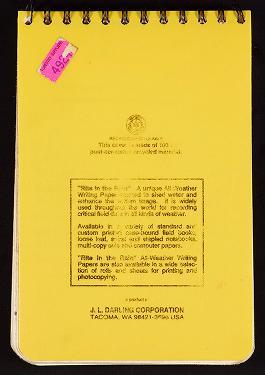 495
This cover is made of 100%
post-consumer recycled material.
"Rite in the Rain" A unique All-Weather
Writing Paper created to shed water and
enhance the written image. It is widely
used throughout the world for recording
critical field data in all kinds of weather.
Available in a variety of standard and
custom printed case-bound field books,
loose leaf, spiral and stapled notebooks,
multi-copy sets and computer papers.
"Rite in the Rain" All-Weather Writing
Papers are also available in a wide selec-
tion of rolls and sheets for printing and
photocopying.
a product of
J. L. DARLING CORPORATION
TACOMA, WA 98421-3696 USA